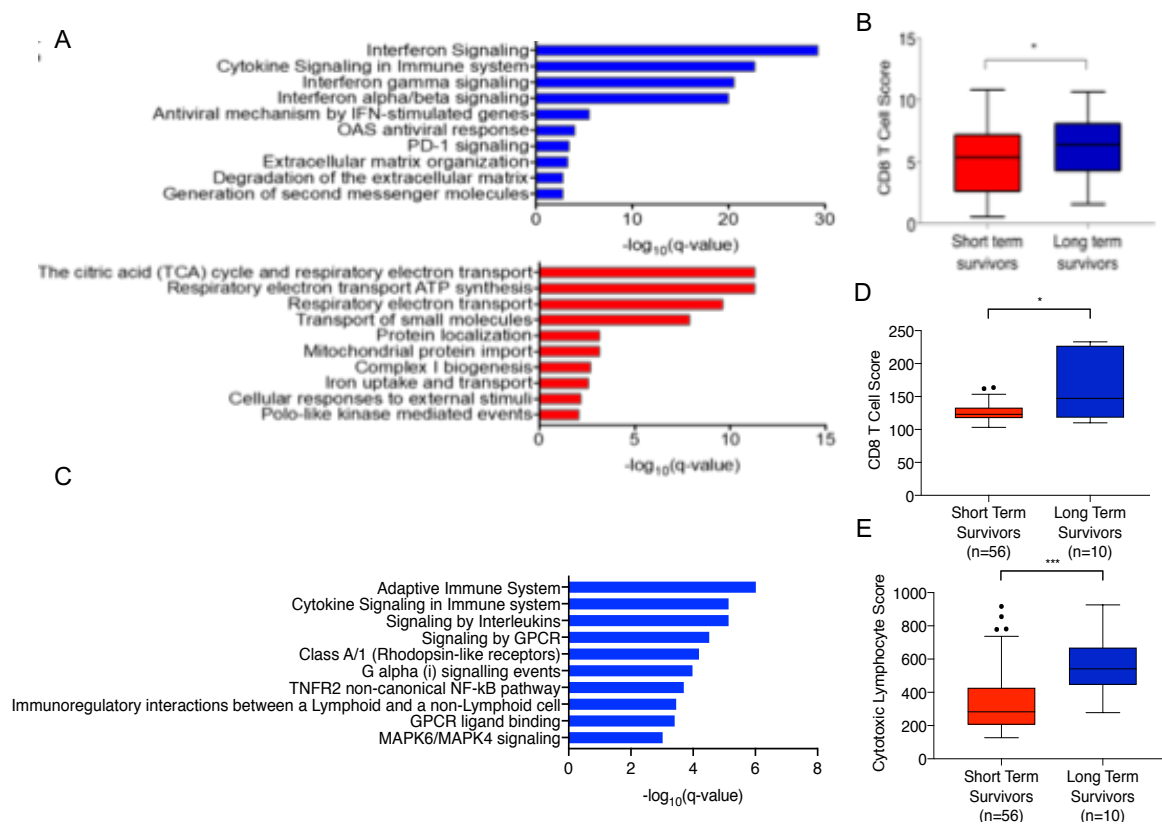 A
Interferon Signaling
Cytokine Signaling in Immune system
Interferon gamma signaling
Interferon alpha/beta signaling
Antiviral mechanism by IFN-stimulated genes
OAS antiviral response
PD-1 signaling
Extracellular matrix organization
Degradation of the extracellular matrix
Generation of second messenger molecules
0 10 20 30
-log10(q-value)
The citric acid (TCA) cycle and respiratory electron transport
Respiratory electron transport ATP synthesis
Respiratory electron transport
Transport of small molecules
Protein localization
Mitochondrial protein import
Complex I biogenesis
Iron uptake and transport
Cellular responses to external stimuli
Polo-like kinase mediated events
0 5 10 15
-log10(q-value)
B
CD8 T Cell Score
15
10
5
0
*
Short term
survivors
Long term
survivors
C
Adaptive Immune System
Cytokine Signaling in Immune system
Signaling by Interleukins
Signaling by GPCR
Class A/1 (Rhodopsin-like receptors)
G alpha (i) signalling events
TNFR2 non-canonical NF-kB pathway
Immunoregulatory interactions between a Lymphoid and a non-Lymphoid cell
GPCR ligand binding
MAPK6/MAPK4 signaling
0 2 4 6 8
-log10(q-value)
D
CD8 T Cell Score
250
200
150
100
50
0
*
Short Term
Survivors
(n=56)
Long Term
Survivors
(n=10)
E
Cytotoxic Lymphocyte Score
1000
800
600
400
200
0
***
Short Term
Survivors
(n=56)
Long Term
Survivors
(n=10)